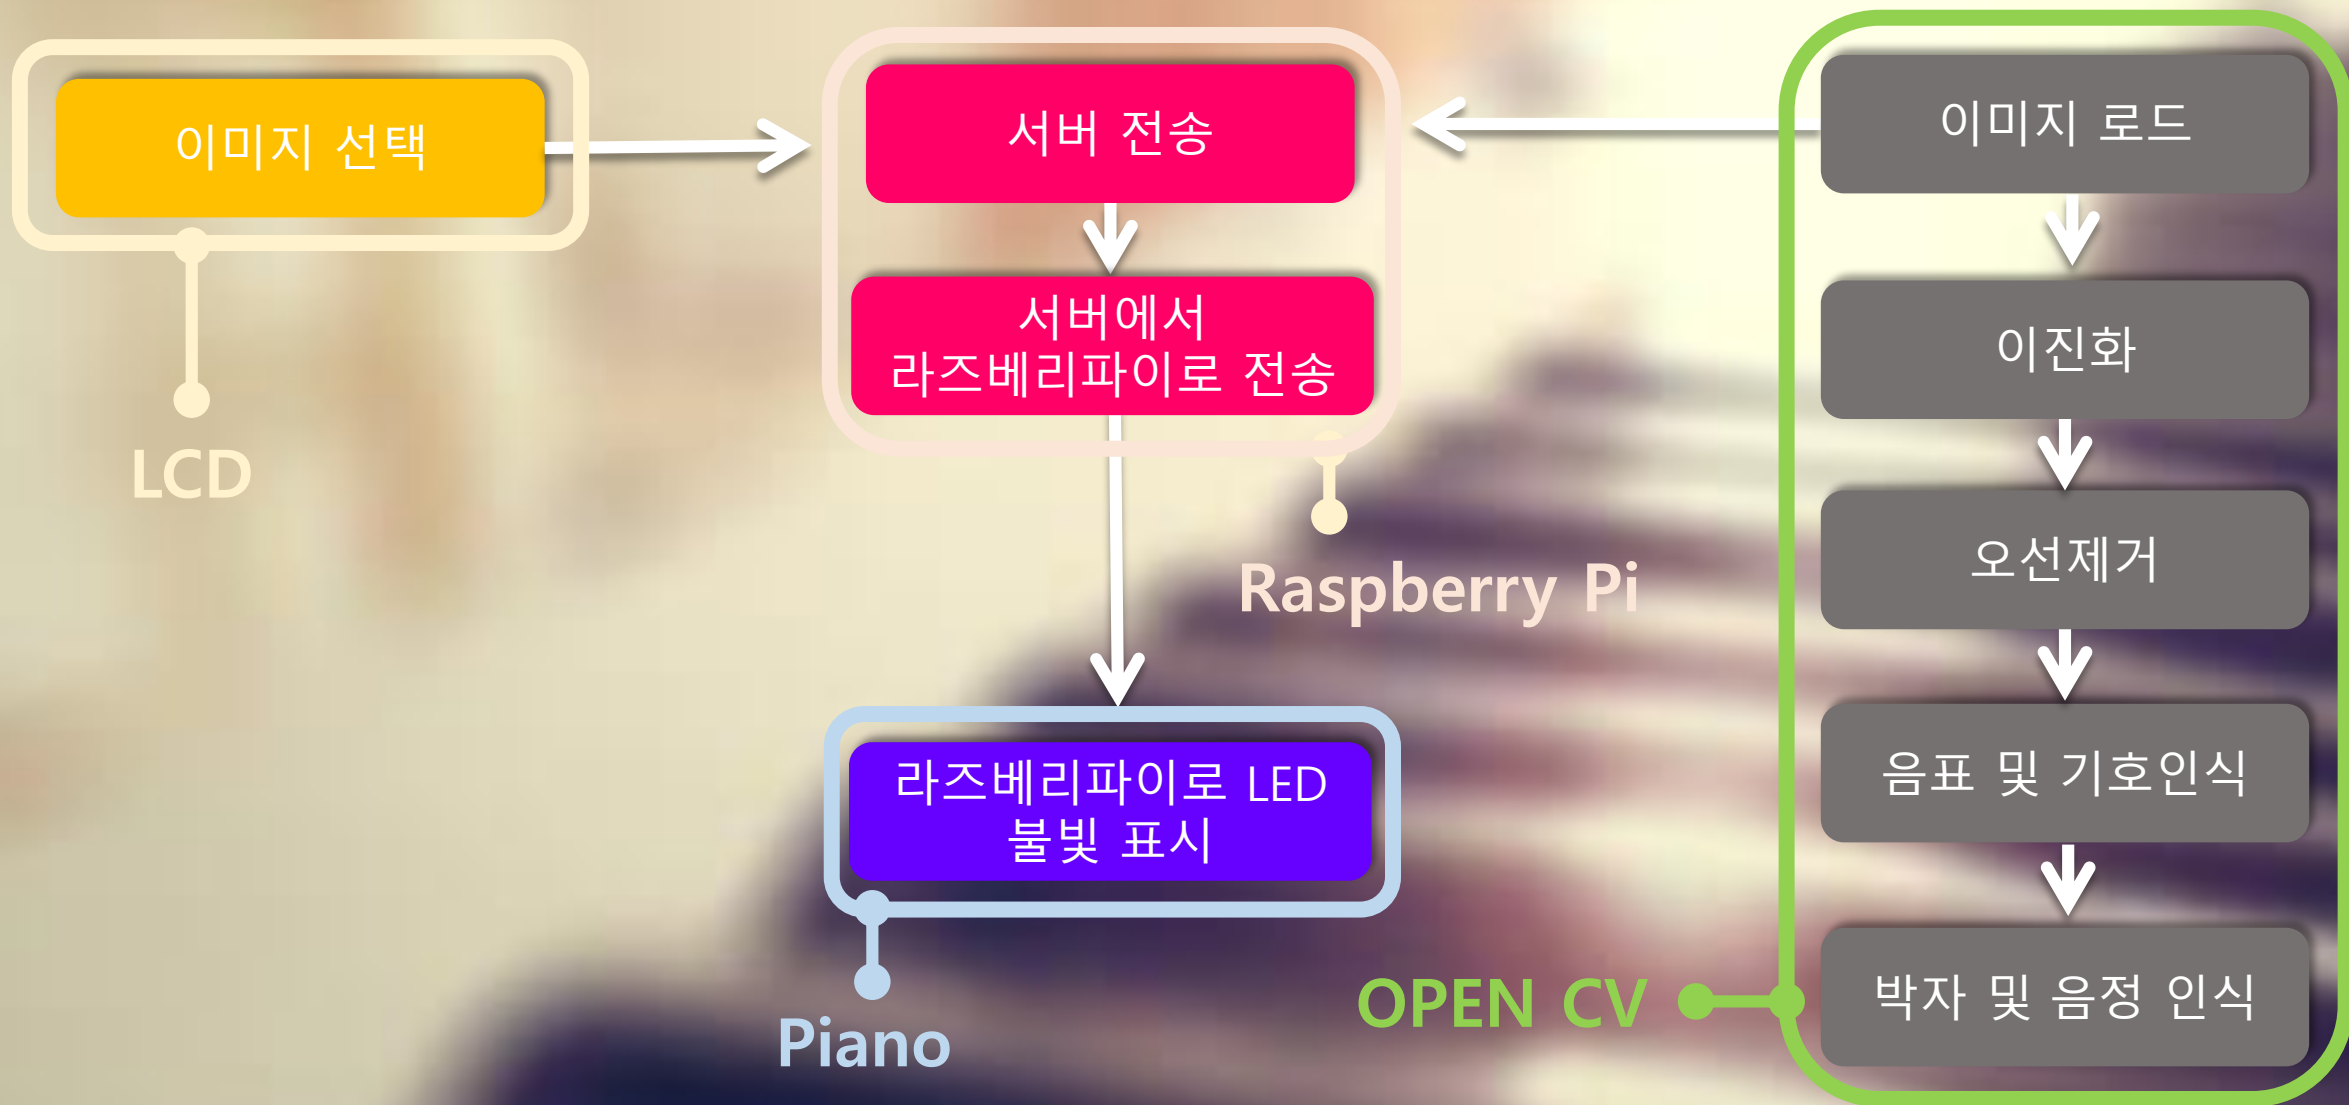 이미지 선택
LCD
서버 전송
서버에서
라즈베리파이로 전송
Raspberry Pi
라즈베리파이로 LED
불빛 표시
Piano
이미지 로드
이진화
오선제거
음표 및 기호인식
박자 및 음정 인식
OPEN CV